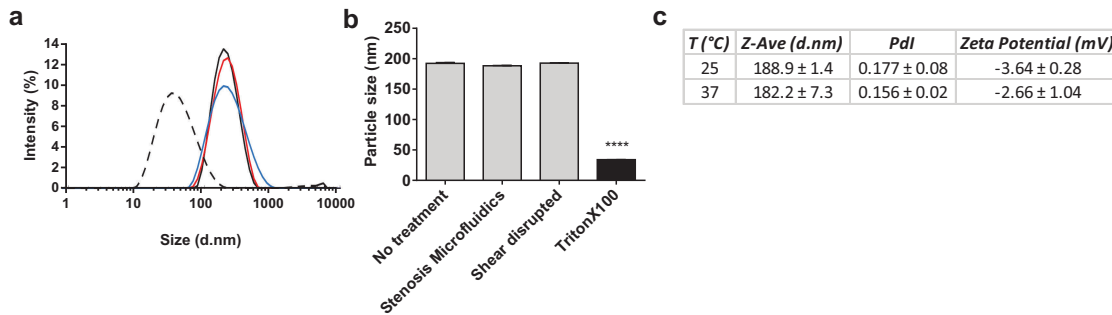 a
Intensity (%)
14
12
10
8
6
4
2
0
1 10 100 1000 10000
Size (d.nm)
b
Particle size (nm)
250
200
150
100
50
0
****
No treatment
Stenosis Microfluidics
Shear disrupted
TritonX100
c
T (°C) Z-Ave (d.nm) PdI Zeta Potential (mV)
25 188.9 ± 1.4 0.177 ± 0.08 -3.64 ± 0.28
37 182.2 ± 7.3 0.156 ± 0.02 -2.66 ± 1.04